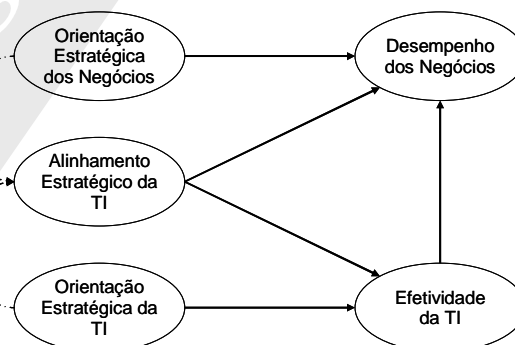 Orientação
Estratégica
dos Negócios
Desempenho
dos Negócios
Alinhamento
Estratégico da
TI
Orientação
Estratégica da
TI
Efetividade
da TI